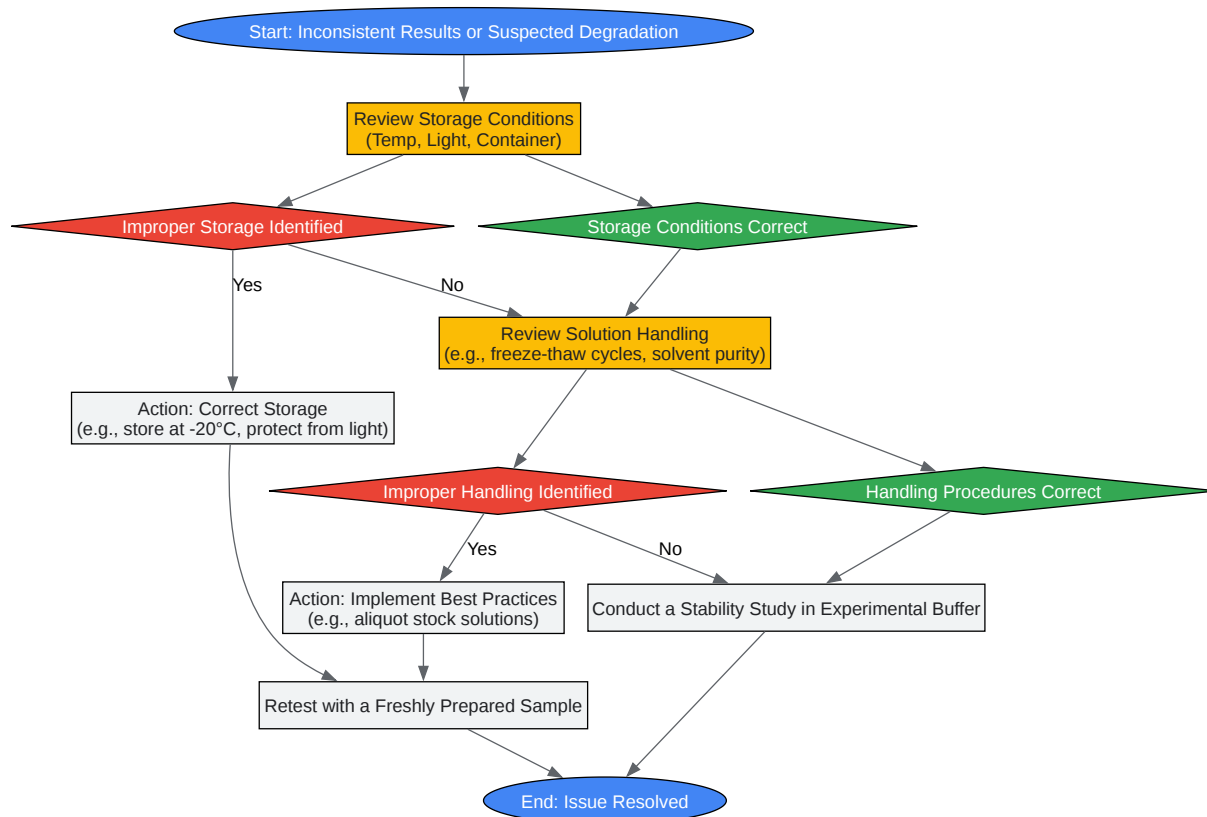 Start: Inconsistent Results or Suspected Degradation
Review Storage Conditions
(Temp, Light, Container)
Improper Storage Identified
Storage Conditions Correct
Yes
No
Review Solution Handling
(e.g., freeze-thaw cycles, solvent purity)
Action: Correct Storage
(e.g., store at -20°C, protect from light)
Improper Handling Identified
Handling Procedures Correct
Yes
No
Action: Implement Best Practices
(e.g., aliquot stock solutions)
Conduct a Stability Study in Experimental Buffer
Retest with a Freshly Prepared Sample
End: Issue Resolved